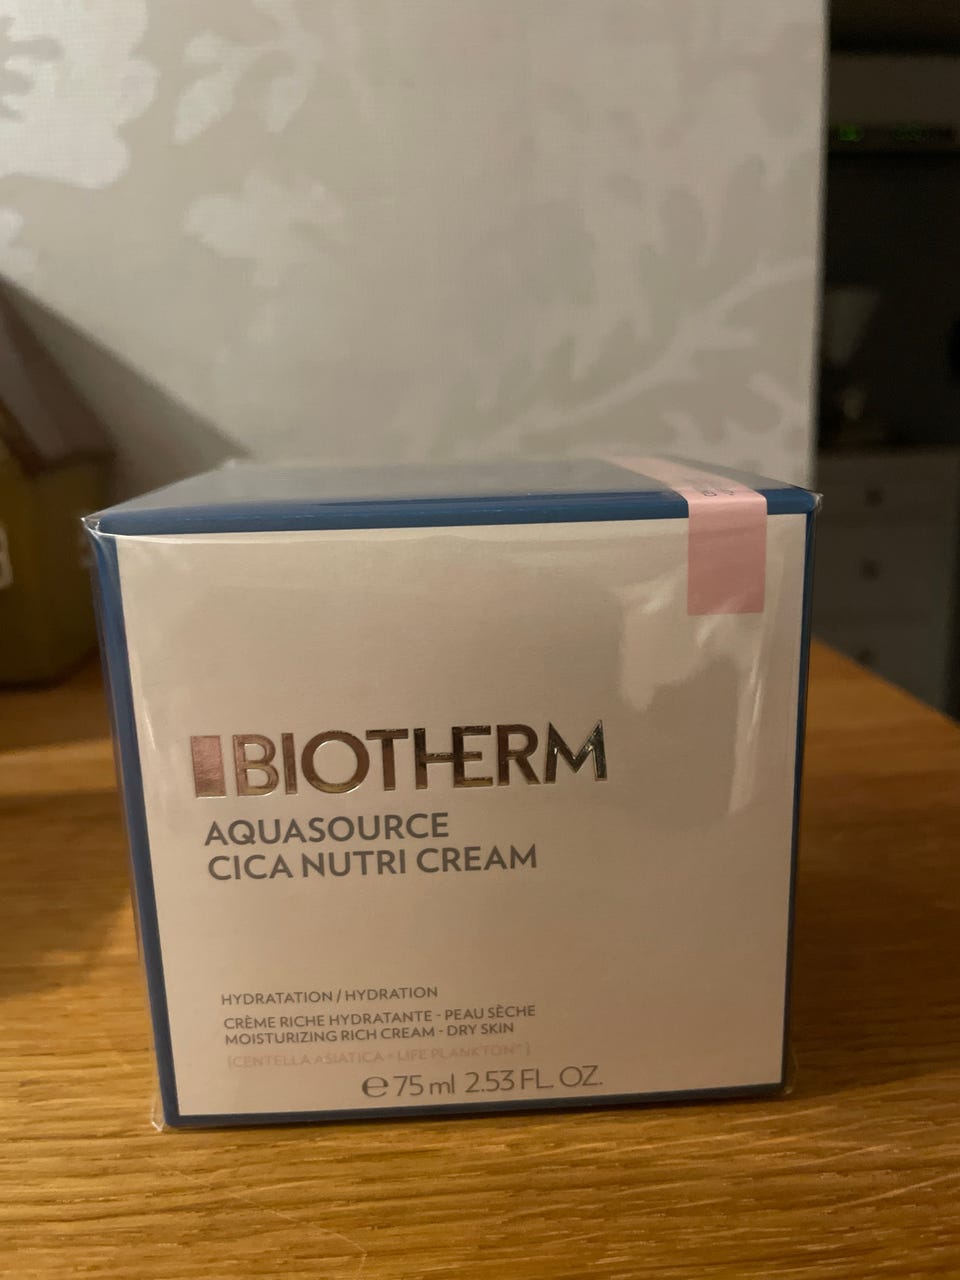 BIOTHERM
AQUASOURCE
CICA NUTRI CREAM
HYDRATATION / HYDRATION
CRÈME RICHE HYDRATANTE - PEAU SÈCHE
MOISTURIZING RICH CREAM - DRY SKIN
[CENTELLA ASIATICA + LIFE PLANKTON™]
℮ 75 ml 2.53 FL. OZ.